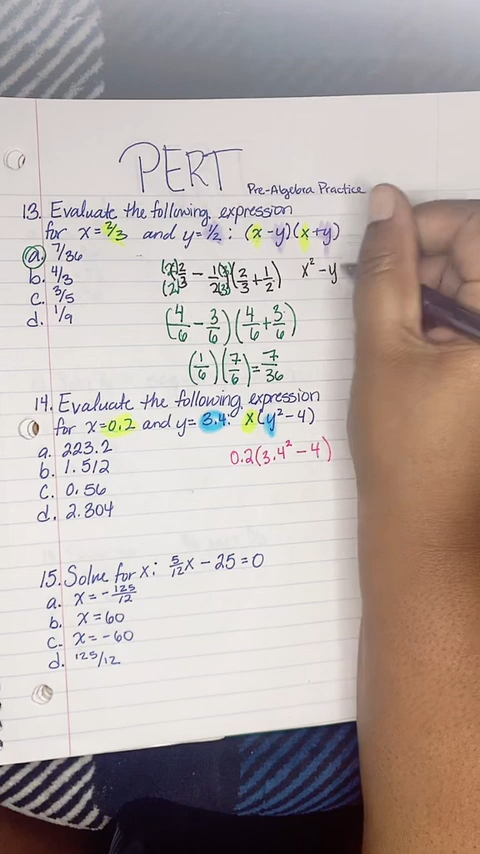 PERT
Pre-Algebra Practice
13. Evaluate the following expression
for x=2/3 and y=1/2: (x-y)(x+y)
a. 7/36
b. 4/3
c. 3/5
d. 1/9
(2)2/(2)3 - 1(3)/2(3))(2/3+1/2)
x²-y
(4/6-3/6)(4/6+3/6)
(1/6)(7/6)=7/36
14. Evaluate the following expression
for x=0.2 and y=3.4: x(y²-4)
a. 223.2
b. 1.512
c. 0.56
d. 2.304
0.2(3.4²-4)
15. Solve for x: 5/12x-25=0
a. x=-125/12
b. x=60
c. x=-60
d. 125/12